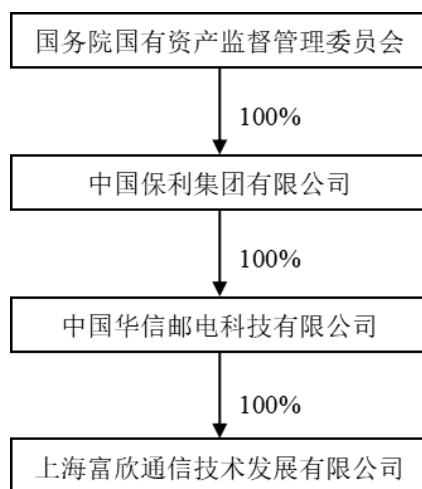 国务院国有资产监督管理委员会
100%
中国保利集团有限公司
100%
中国华信邮电科技有限公司
100%
上海富欣通信技术发展有限公司